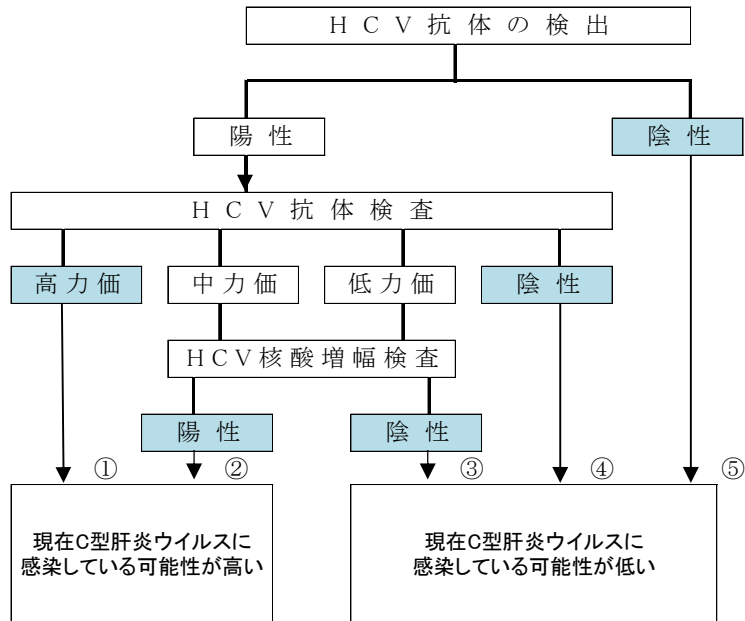 HCV抗体の検出
陽性
陰性
HCV抗体検査
高力価
中力価
低力価
陰性
HCV核酸増幅検査
陽性
陰性
①
②
③
④
⑤
現在C型肝炎ウイルスに
感染している可能性が高い
現在C型肝炎ウイルスに
感染している可能性が低い